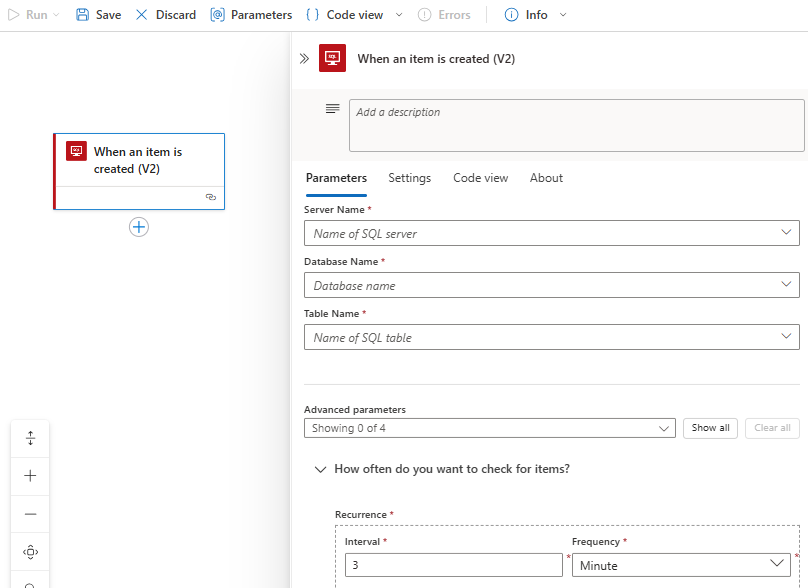 Run
Save
Discard
Parameters
Code view
Errors
Info
When an item is
created (V2)
When an item is created (V2)
Add a description
Parameters
Settings
Code view
About
Server Name *
Name of SQL server
Database Name *
Database name
Table Name *
Name of SQL table
Advanced parameters
Showing 0 of 4
Show all
Clear all
How often do you want to check for items?
Recurrence *
Interval *
Frequency *
3
*
Minute
*